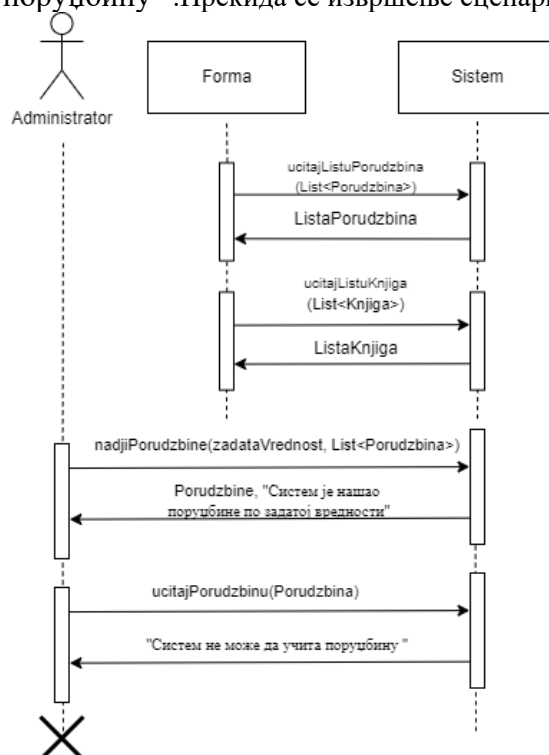 поруџбину" .Прекида се извршење сценари
Forma
Sistem
Administrator
ucitajListuPorudzbina
(List<Porudzbina>)
ListaPorudzbina
ucitajListuKnjiga
(List<Knjiga>)
ListaKnjiga
nadjiPorudzbine(zadataVrednost, List<Porudzbina>)
Porudzbine, "Систем је нашао
поруџбине по задатој вредности"
ucitajPorudzbinu(Porudzbina)
"Систем не може да учита поруџбину "